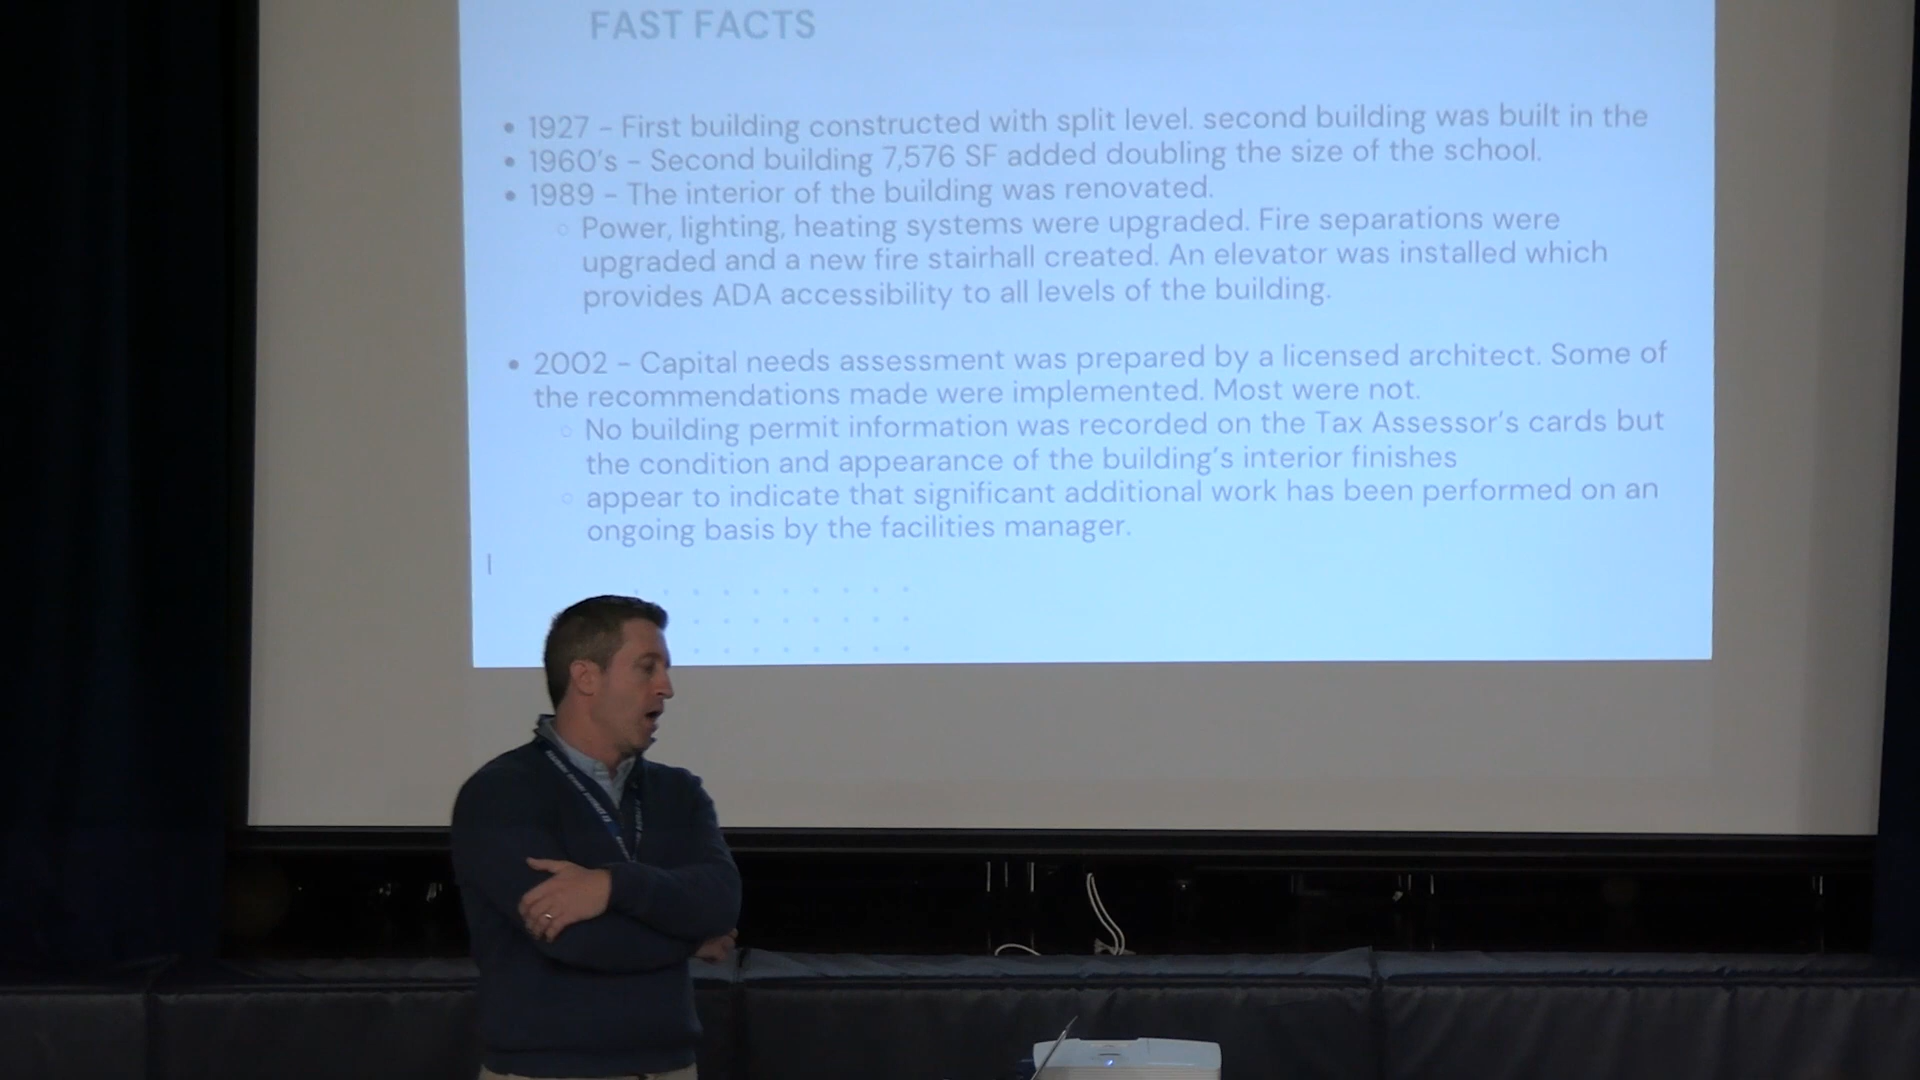 FAST FACTS
• 1927 – First building constructed with split level. second building was built in the
• 1960's – Second building 7,576 SF added doubling the size of the school.
• 1989 – The interior of the building was renovated.
○ Power, lighting, heating systems were upgraded. Fire separations were
upgraded and a new fire stairhall created. An elevator was installed which
provides ADA accessibility to all levels of the building.
• 2002 – Capital needs assessment was prepared by a licensed architect. Some of
the recommendations made were implemented. Most were not.
○ No building permit information was recorded on the Tax Assessor's cards but
the condition and appearance of the building's interior finishes
○ appear to indicate that significant additional work has been performed on an
ongoing basis by the facilities manager.